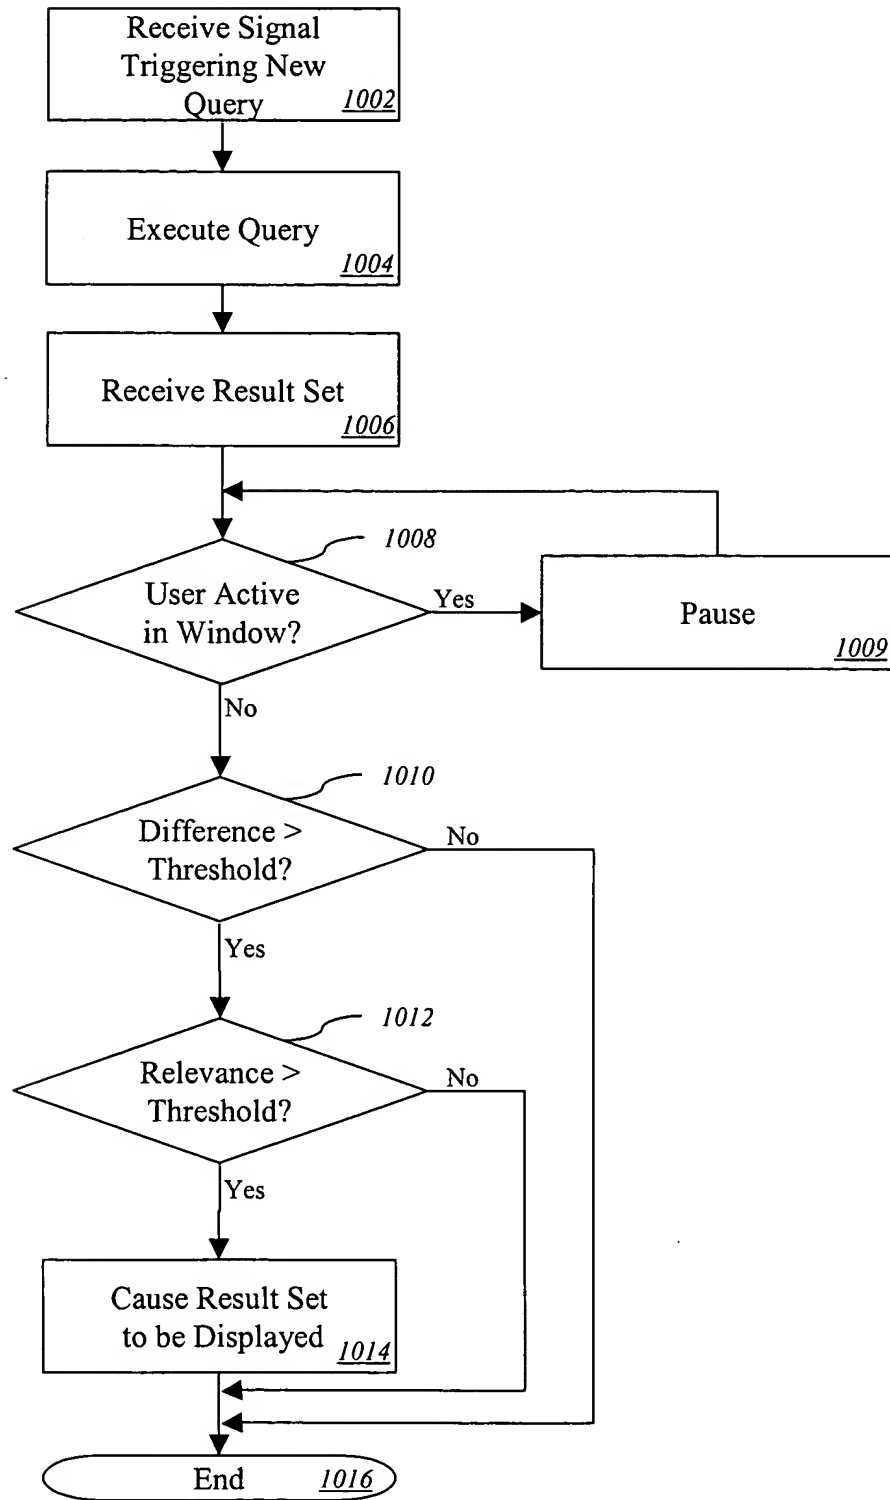 Receive Signal
Triggering New
Query
1002
Execute Query
1004
Receive Result Set
1006
1008
User Active
in Window?
Yes
Pause
1009
No
1010
Difference >
Threshold?
No
Yes
1012
Relevance >
Threshold?
No
Yes
Cause Result Set
to be Displayed
1014
End
1016